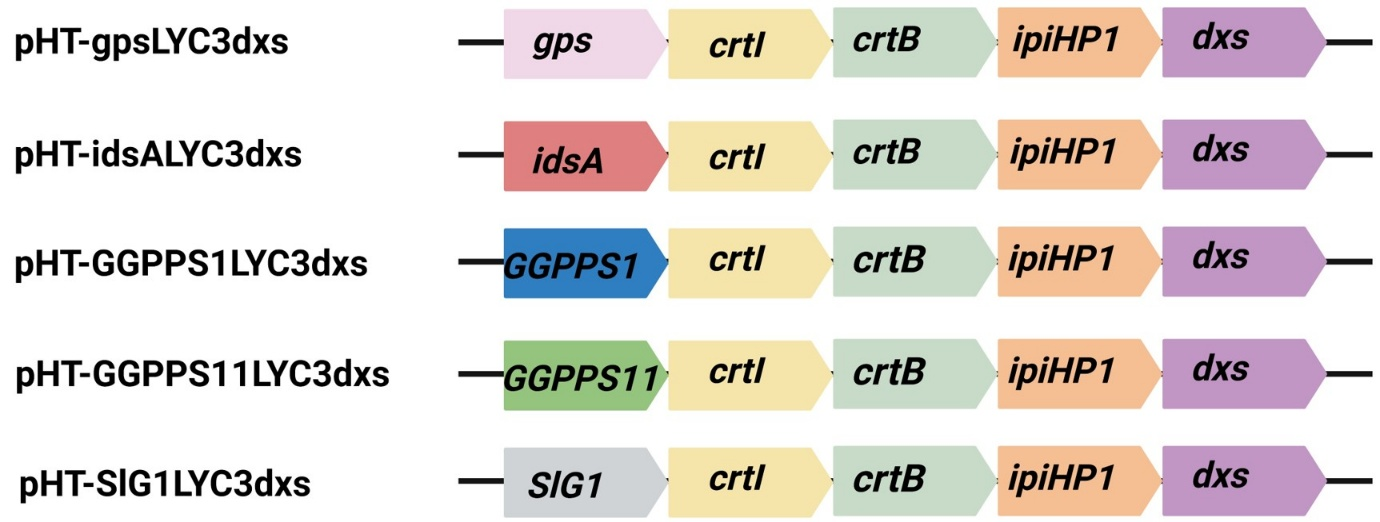 pHT-gpsLYC3dxs gps crtI crtB ipiHP1 dxs
pHT-idsALYC3dxs idsA crtI crtB ipiHP1 dxs
pHT-GGPPS1LYC3dxs GGPPS1 crtI crtB ipiHP1 dxs
pHT-GGPPS11LYC3dxs GGPPS11 crtI crtB ipiHP1 dxs
pHT-SlG1LYC3dxs SlG1 crtI crtB ipiHP1 dxs